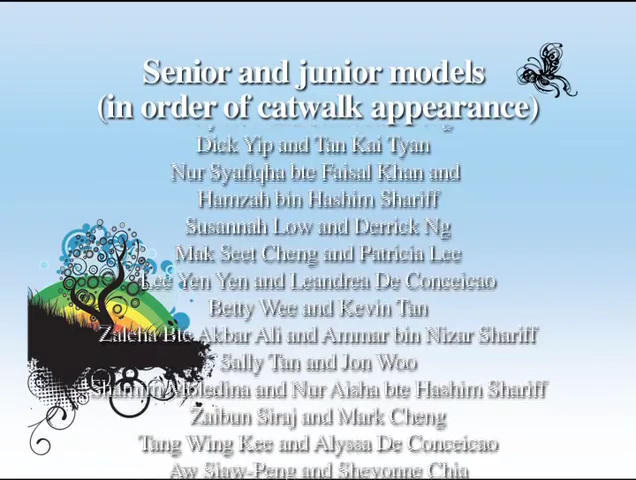 Senior and junior models
(in order of catwalk appearance)
Dick Yip and Tan Kai Tyan
Nur Syafiqha bte Faisal Khan and
Hamzah bin Hashim Shariff
Susannah Low and Derrick Ng
Mak Seet Cheng and Patricia Lee
Lee Yen Yen and Leandrea De Conceicao
Betty Wee and Kevin Tan
Zaleha Bte Akbar Ali and Ammar bin Nizar Shariff
Sally Tan and Jon Woo
Shamim Moledina and Nur Aisha bte Hashim Shariff
Zaibun Siraj and Mark Cheng
Tang Wing Kee and Alyssa De Conceicao
Aw Siaw-Peng and Sheyonne Chia